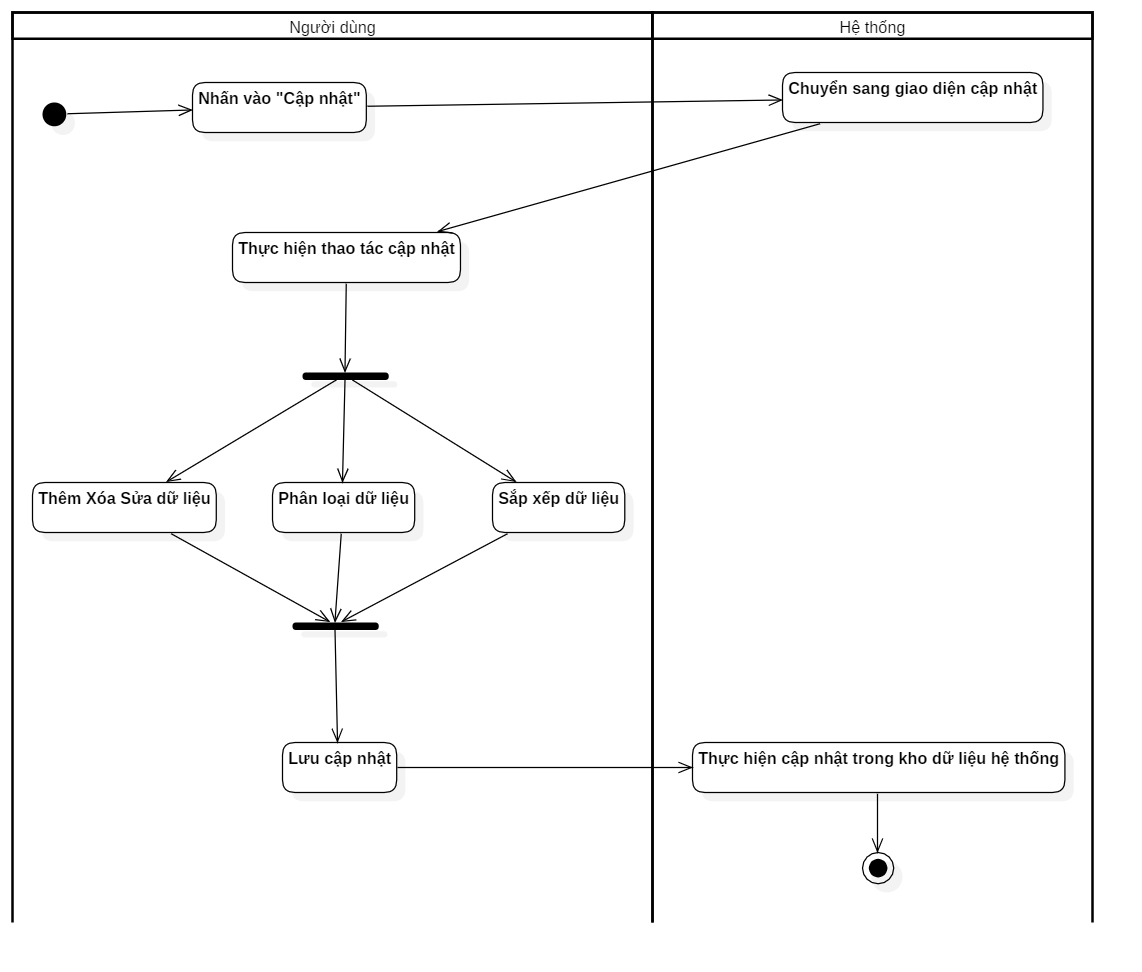 Người dùng
Hệ thống
Nhấn vào "Cập nhật"
Chuyển sang giao diện cập nhật
Thực hiện thao tác cập nhật
Thêm Xóa Sửa dữ liệu
Phân loại dữ liệu
Sắp xếp dữ liệu
Lưu cập nhật
Thực hiện cập nhật trong kho dữ liệu hệ thống